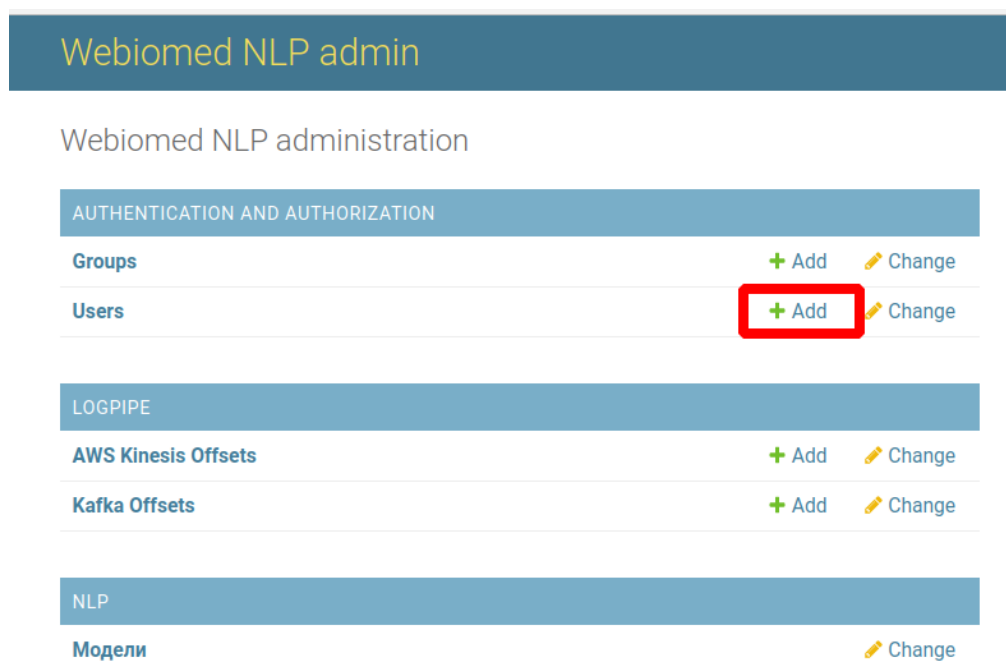 Webiomed NLP admin
Webiomed NLP administration
AUTHENTICATION AND AUTHORIZATION
Groups Add Change
Users Add Change
LOGPIPE
AWS Kinesis Offsets Add Change
Kafka Offsets Add Change
NLP
Модели Change